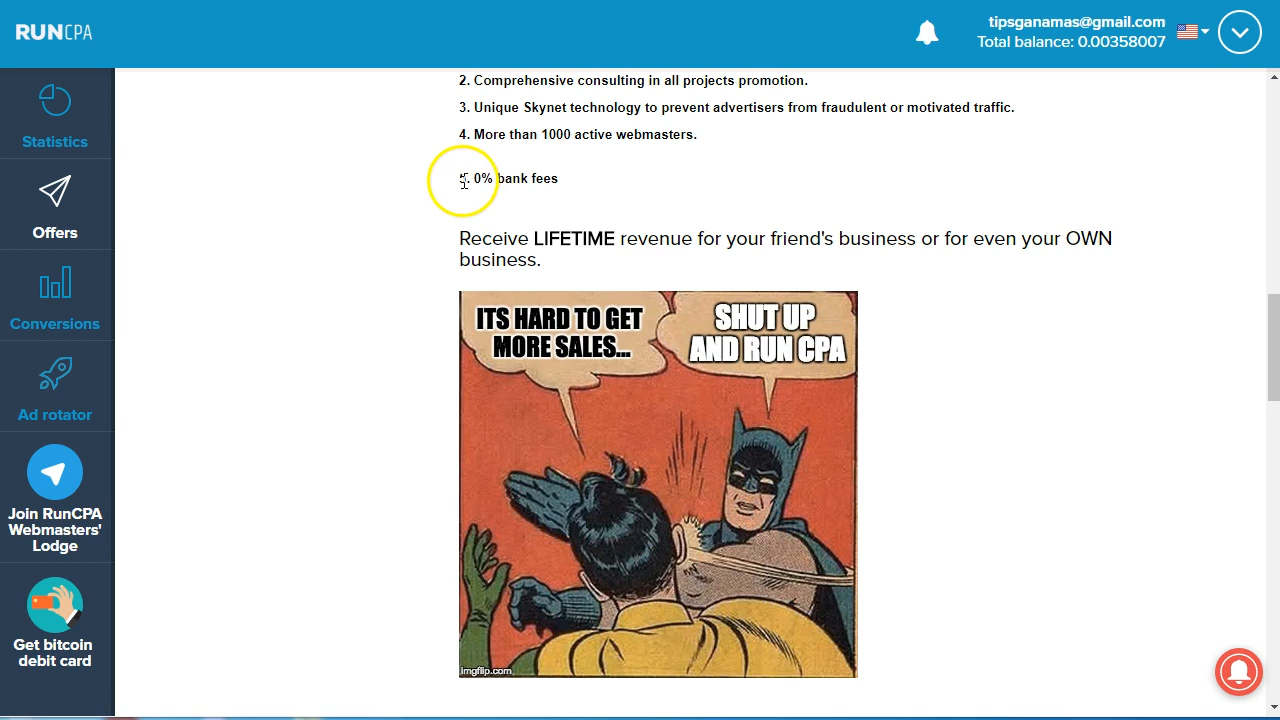 RUNCPA
tipsganamas@gmail.com
Total balance: 0.00358007
Statistics
Offers
Conversions
Ad rotator
Join RunCPA
Webmasters'
Lodge
Get bitcoin
debit card
2. Comprehensive consulting in all projects promotion.
3. Unique Skynet technology to prevent advertisers from fraudulent or motivated traffic.
4. More than 1000 active webmasters.
5. 0% bank fees
Receive LIFETIME revenue for your friend's business or for even your OWN
business.
ITS HARD TO GET
MORE SALES...
SHUT UP
AND RUN CPA
imgflip.com